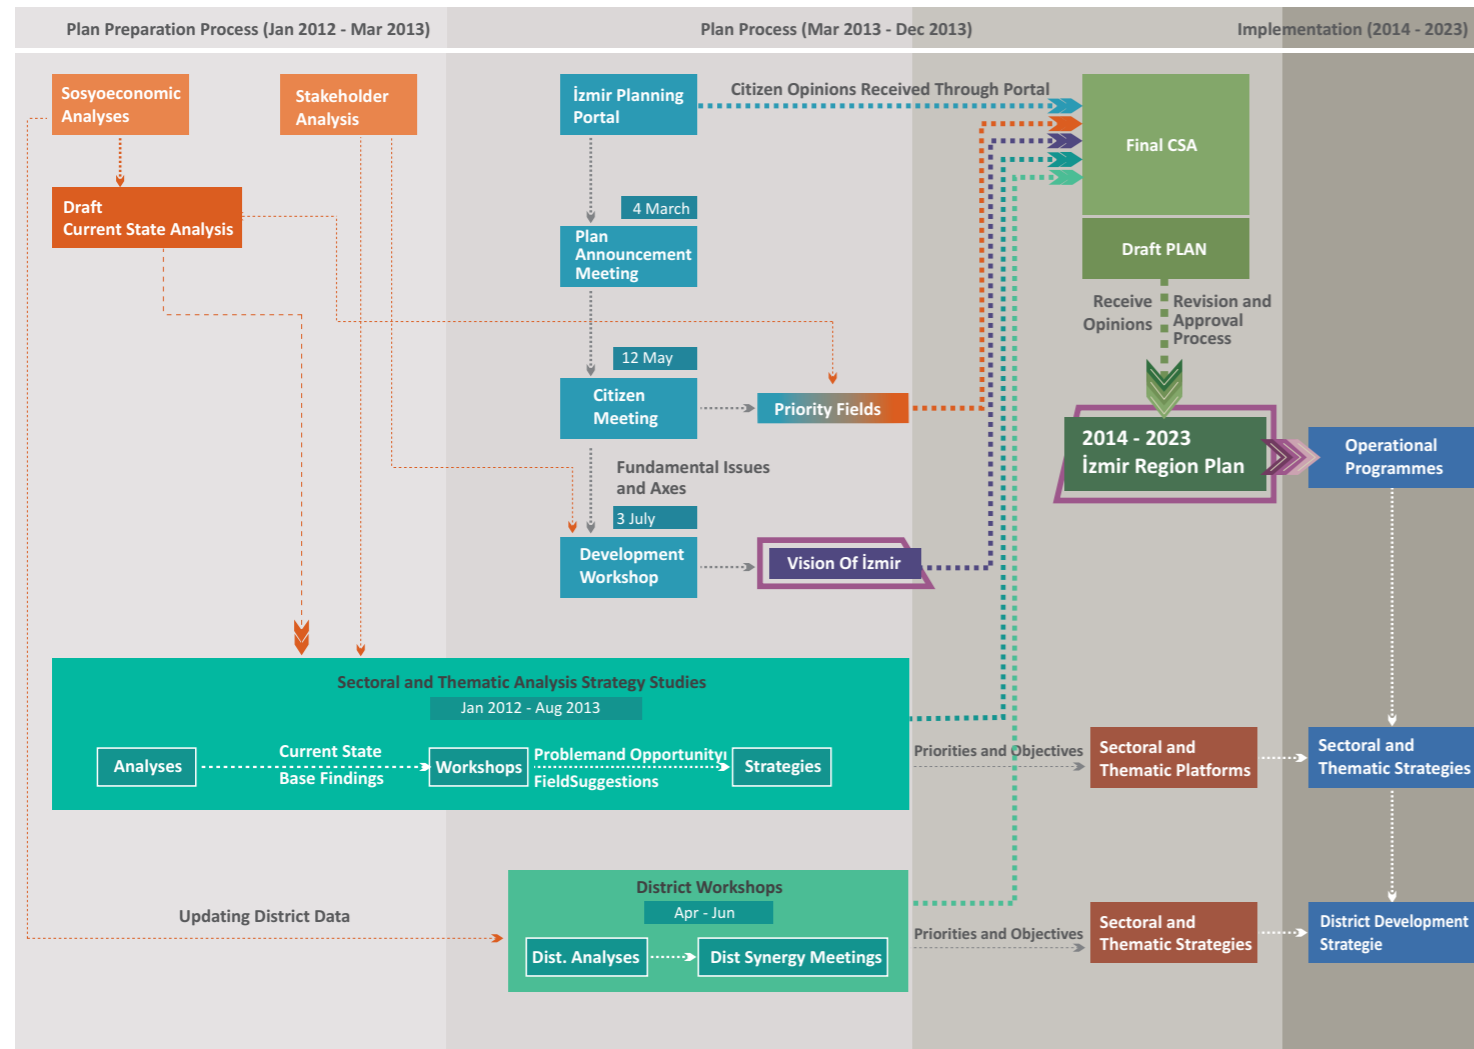 Plan Preparation Process (Jan 2012 - Mar 2013)
Plan Process (Mar 2013 - Dec 2013)
Implementation (2014 - 2023)
Sosyoeconomic
Analyses
Stakeholder
Analysis
İzmir Planning
Portal
Citizen Opinions Received Through Portal
Final CSA
Draft
Current State Analysis
4 March
Plan
Announcement
Meeting
Draft PLAN
Receive
Opinions
Revision and
Approval
Process
12 May
Citizen
Meeting
Priority Fields
2014 - 2023
İzmir Region Plan
Operational
Programmes
Fundamental Issues
and Axes
3 July
Development
Workshop
Vision Of İzmir
Sectoral and Thematic Analysis Strategy Studies
Jan 2012 - Aug 2013
Analyses
Current State
Base Findings
Workshops
Problemand Opportunity
FieldSuggestions
Strategies
Priorities and Objectives
Sectoral and
Thematic Platforms
Sectoral and
Thematic Strategies
Updating District Data
District Workshops
Apr - Jun
Dist. Analyses
Dist Synergy Meetings
Priorities and Objectives
Sectoral and
Thematic Strategies
District Development
Strategie